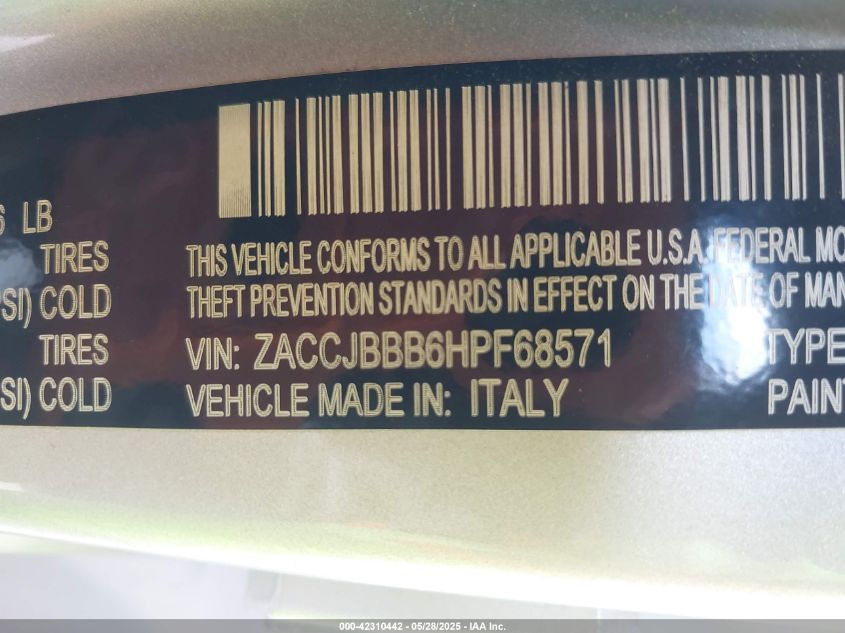 6 LB
TIRES
PSI) COLD
TIRES
SI) COLD
THIS VEHICLE CONFORMS TO ALL APPLICABLE U.S.A. FEDERAL MO
THEFT PREVENTION STANDARDS IN EFFECT ON THE DATE OF MAN
VIN: ZACCJBBB6HPF68571
TYPE
VEHICLE MADE IN: ITALY
PAINT
000-42310442 - 05/28/2025 - IAA Inc.